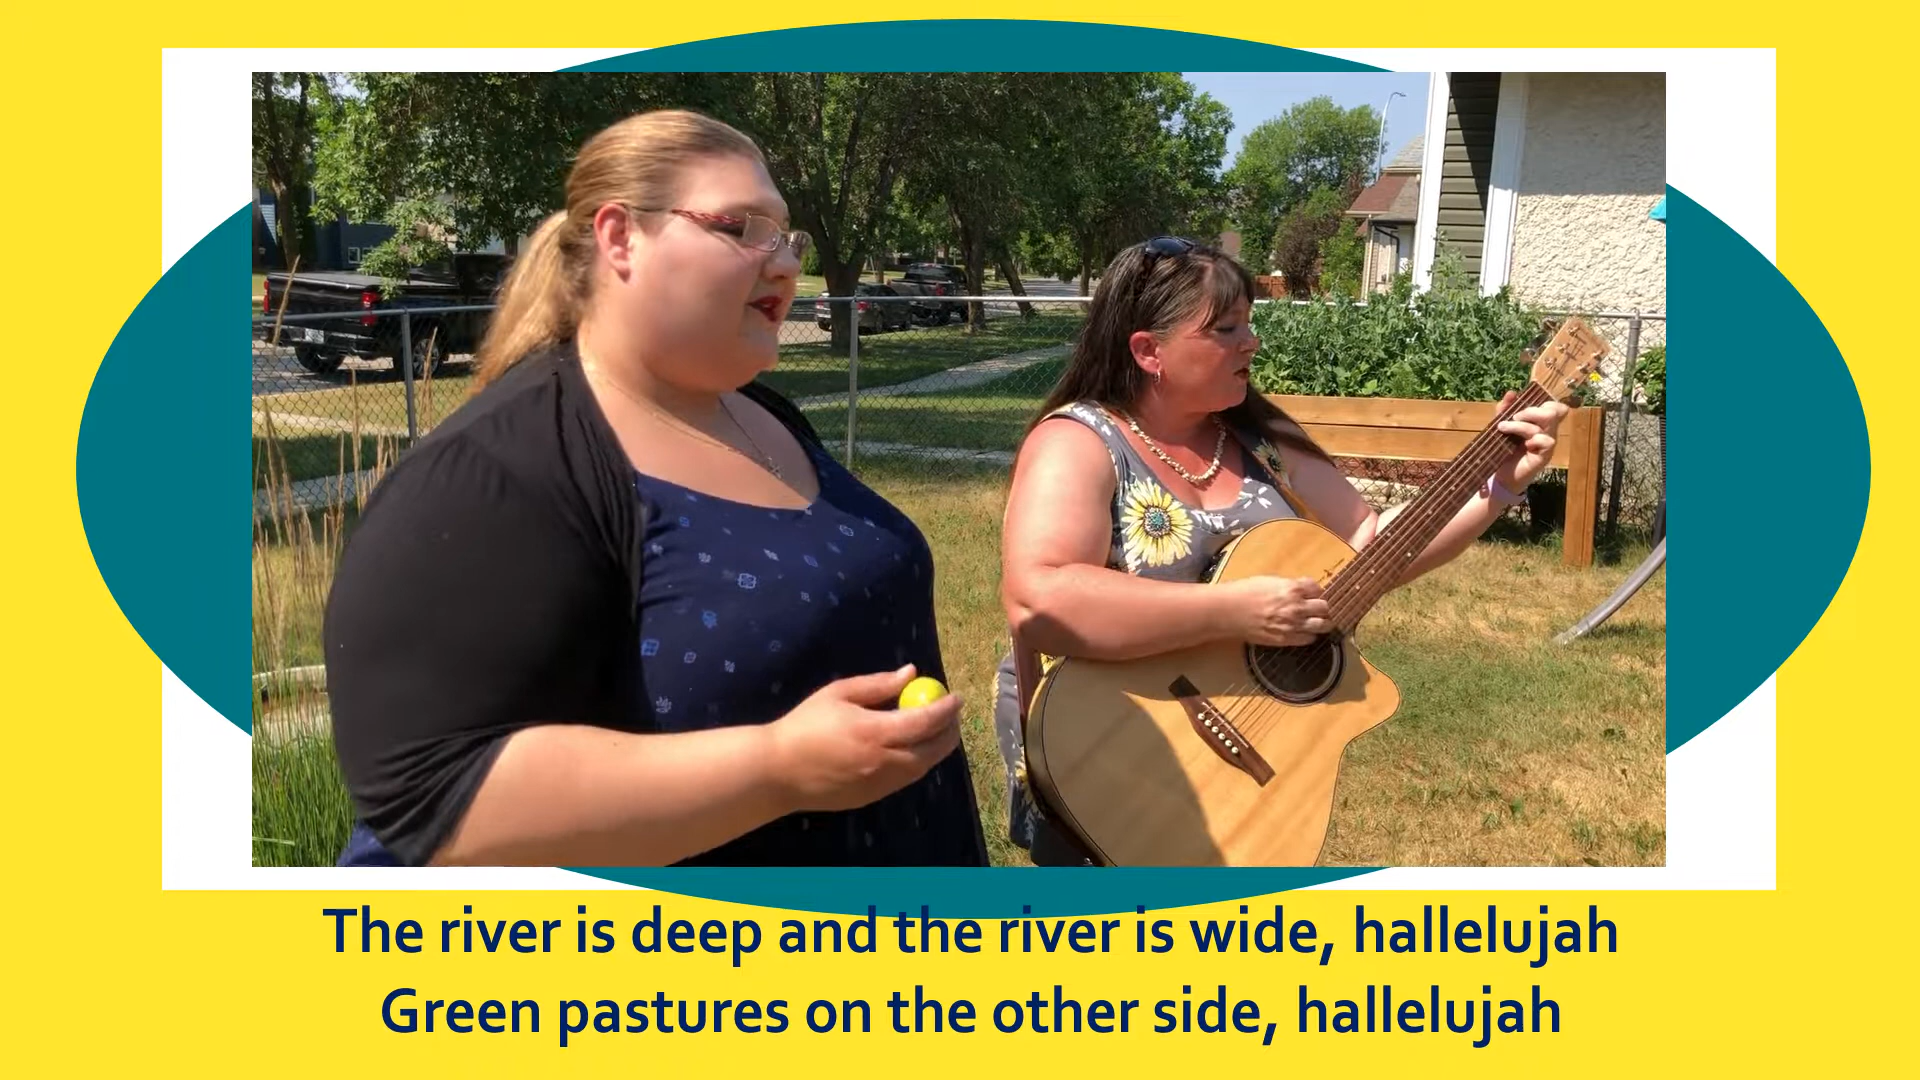 The river is deep and the river is wide, hallelujah
Green pastures on the other side, hallelujah